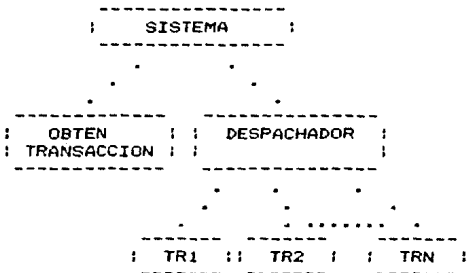 SISTEMA
OBTEN DESPACHADOR
TRANSACCION
TR1 TR2 TRN